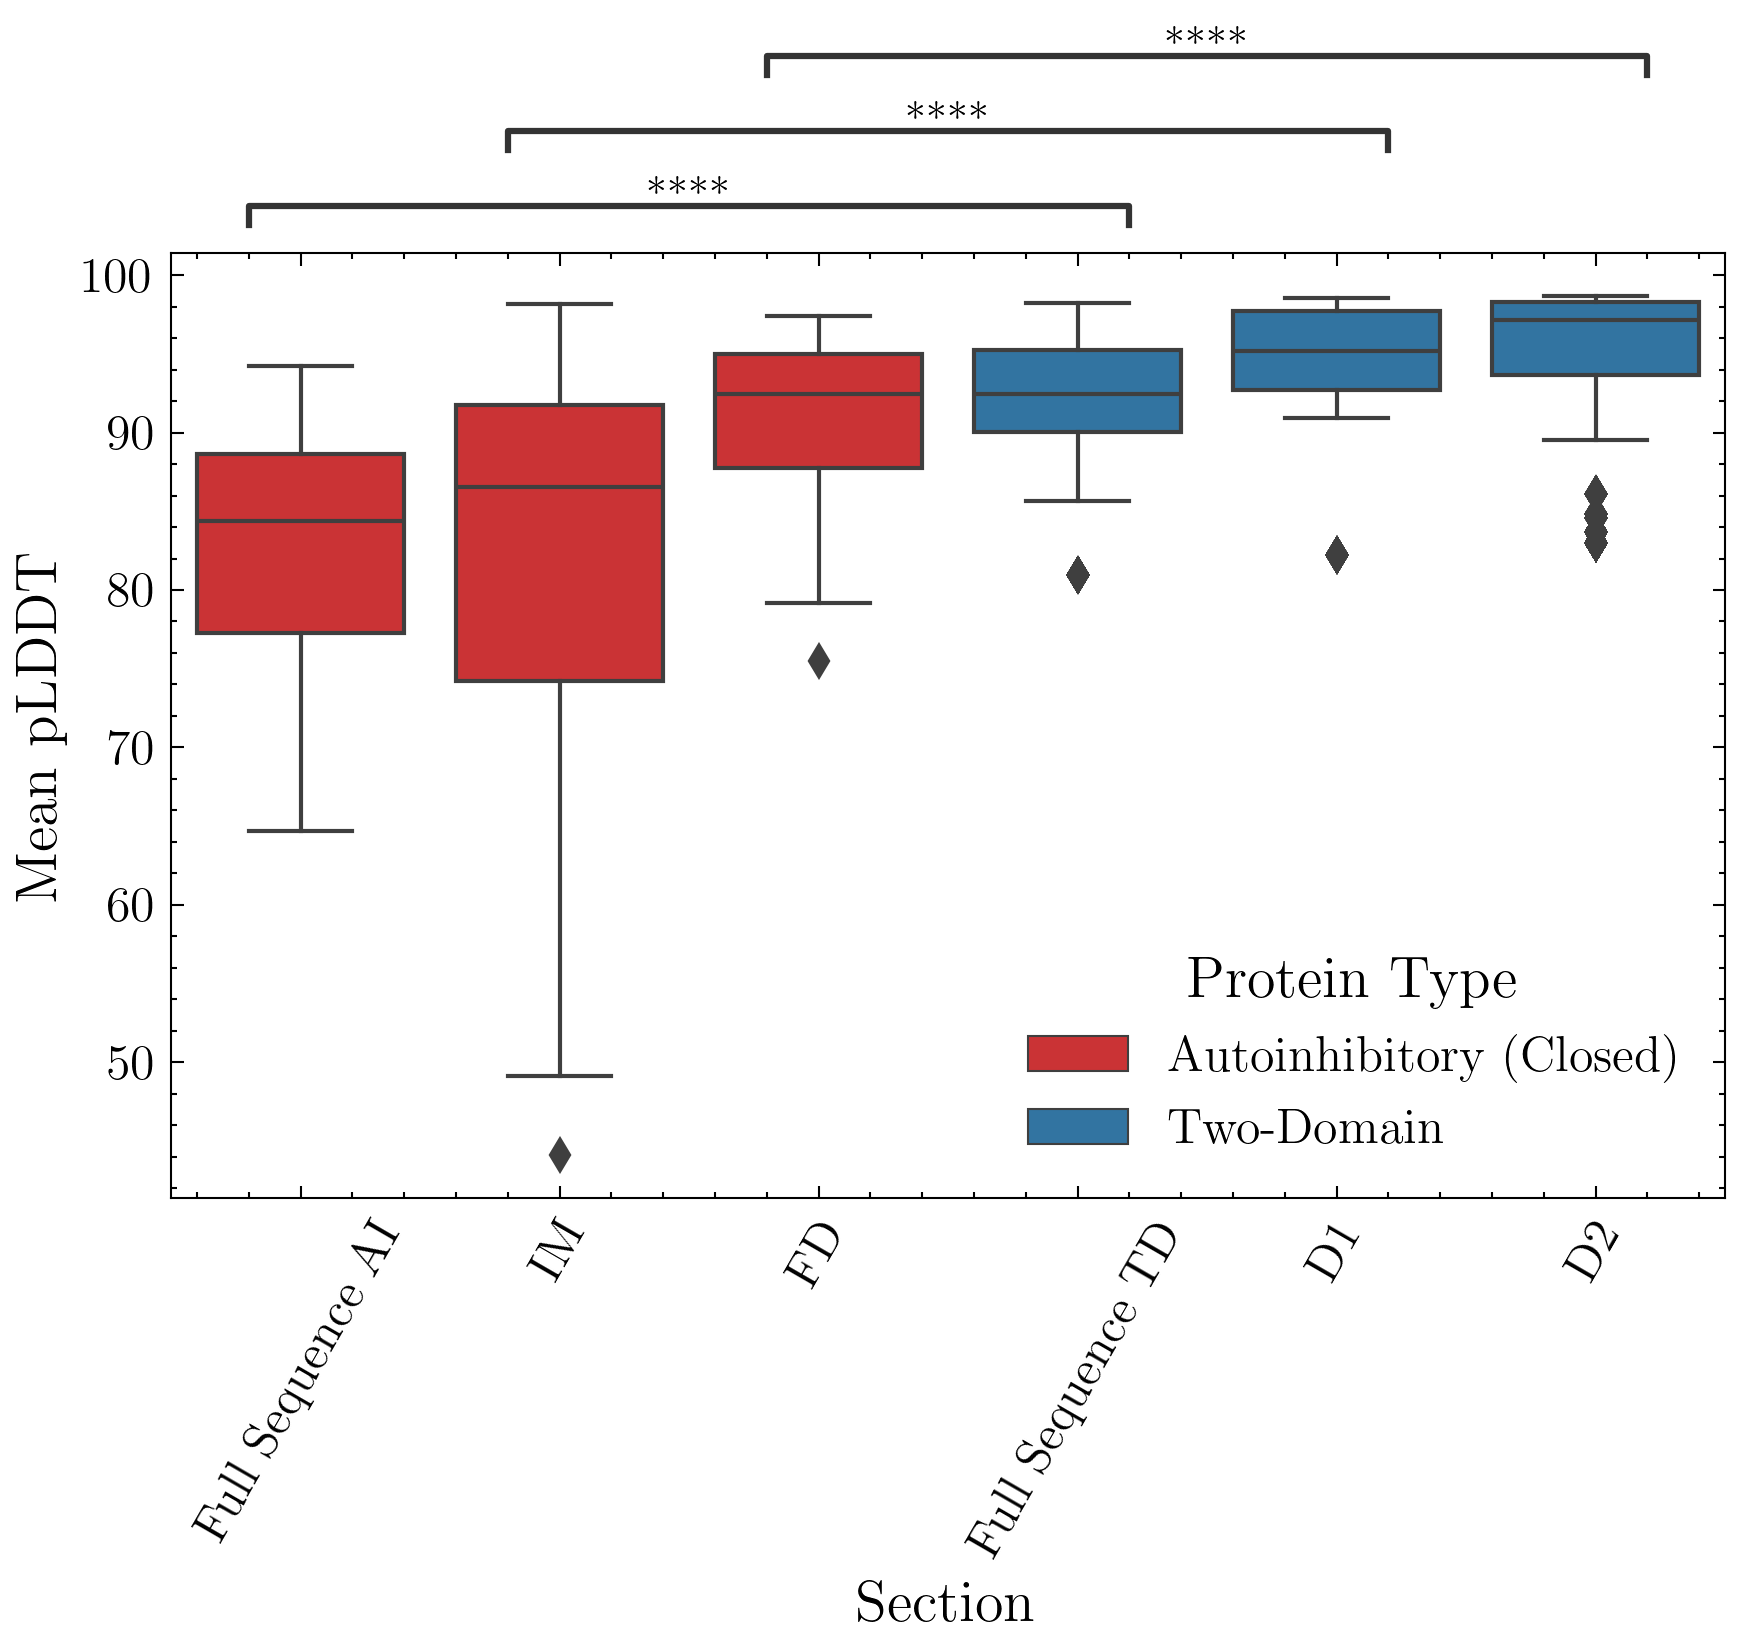 ****
****
****
100
90
80
70
60
50
Mean pLDDT
Protein Type
Autoinhibitory (Closed)
Two-Domain
Full Sequence AI
IM
FD
Full Sequence TD
D1
D2
Section